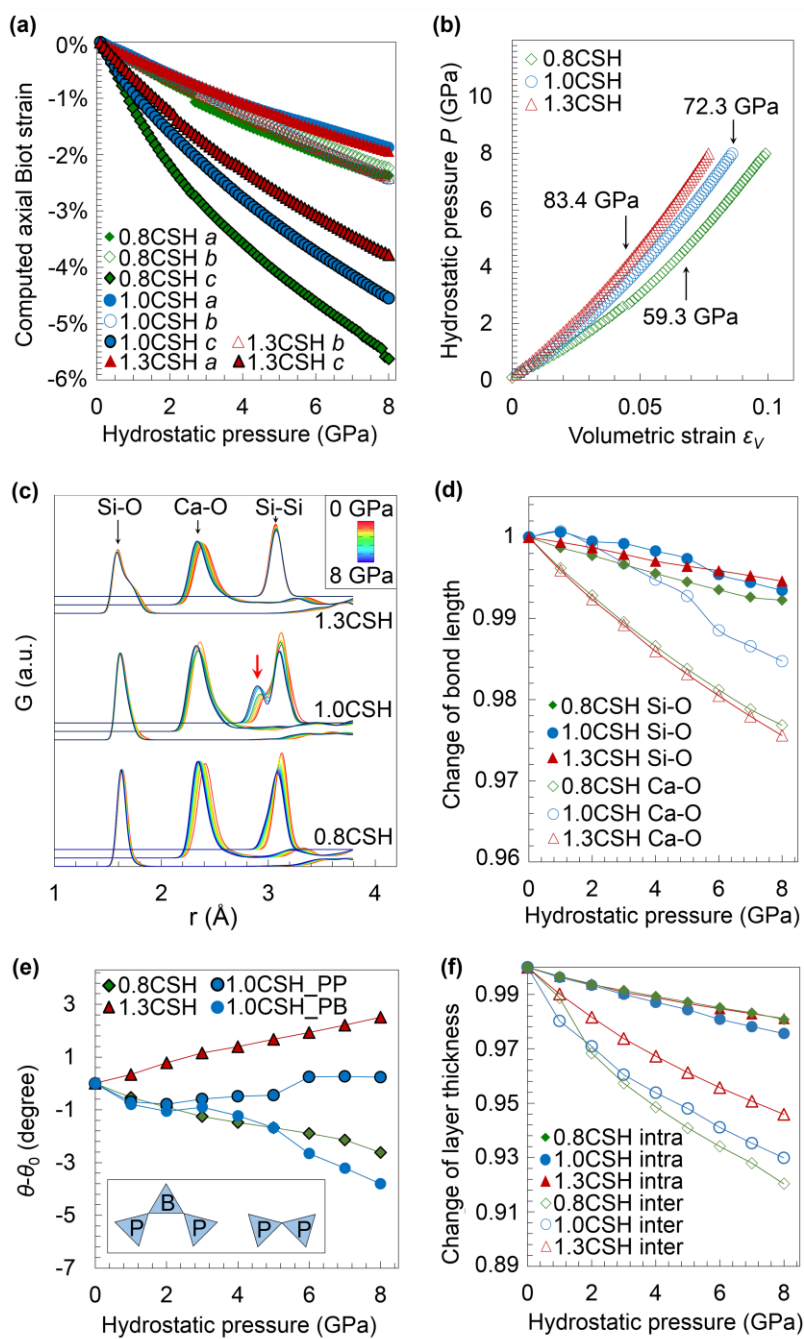 (a)
0%
-1%
-2%
-3%
-4%
-5%
-6%
Computed axial Biot strain
0.8CSH a
0.8CSH b
0.8CSH c
1.0CSH a
1.0CSH b
1.0CSH c 1.3CSH b
1.3CSH a 1.3CSH c
0 2 4 6 8
Hydrostatic pressure (GPa)
(b)
Hydrostatic pressure P (GPa)
10
8
6
4
2
0
0.8CSH
1.0CSH
1.3CSH
72.3 GPa
83.4 GPa
59.3 GPa
0 0.05 0.1
Volumetric strain εV
(c)
Si-O Ca-O Si-Si
0 GPa
8 GPa
1.3CSH
1.0CSH
0.8CSH
G (a.u.)
1 2 3 4
r (Å)
(d)
1
0.99
0.98
0.97
0.96
Change of bond length
0.8CSH Si-O
1.0CSH Si-O
1.3CSH Si-O
0.8CSH Ca-O
1.0CSH Ca-O
1.3CSH Ca-O
0 2 4 6 8
Hydrostatic pressure (GPa)
(e)
0.8CSH 1.0CSH_PP
1.3CSH 1.0CSH_PB
3
1
-1
-3
-5
-7
θ-θ0 (degree)
B
P P P P
0 2 4 6 8
Hydrostatic pressure (GPa)
(f)
0.99
0.97
0.95
0.93
0.91
0.89
Change of layer thickness
0.8CSH intra
1.0CSH intra
1.3CSH intra
0.8CSH inter
1.0CSH inter
1.3CSH inter
0 2 4 6 8
Hydrostatic pressure (GPa)